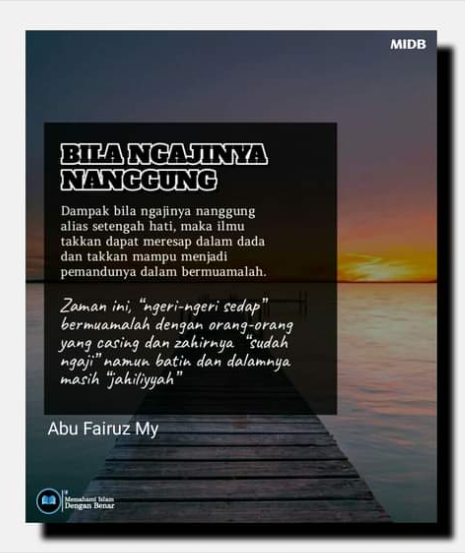 MIDB
BILA NGAJINYA
NANGGUNG
Dampak bila ngajinya nanggung
alias setengah hati, maka ilmu
takkan dapat meresap dalam dada
dan takkan mampu menjadi
pemandunya dalam bermuamalah.
Zaman ini, "ngeri-ngeri sedap"
bermuamalah dengan orang-orang
yang casing dan zahirnya "sudah
ngaji" namun batin dan dalamnya
masih "jahiliyyah"
Abu Fairuz My
Memahami Islam
Dengan Benar